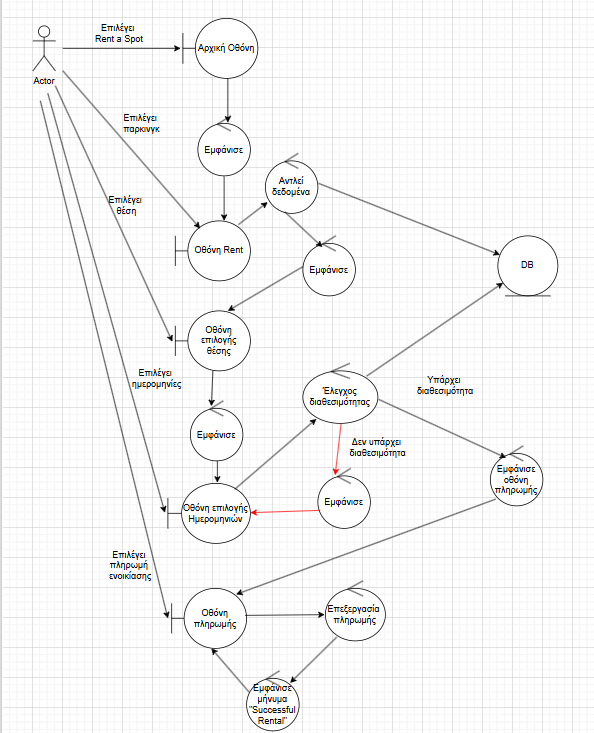 Επιλέγει
Rent a Spot
Αρχική Οθόνη
Actor
Επιλέγει
παρκινγκ
Εμφάνισε
Αντλεί
δεδομένα
Επιλέγει
θέση
Οθόνη Rent
Εμφάνισε
DB
Οθόνη
επιλογής
θέσης
Επιλέγει
ημερομηνίες
Έλεγχος
διαθεσιμότητας
Υπάρχει
διαθεσιμότητα
Εμφάνισε
Δεν υπάρχει
διαθεσιμότητα
Εμφάνισε
οθόνη
πληρωμής
Οθόνη επιλογής
Ημερομηνιών
Εμφάνισε
Επιλέγει
πληρωμή
ενοικίασης
Οθόνη
πληρωμής
Επεξεργασία
πληρωμής
Εμφάνισε
μήνυμα
"Successful
Rental"